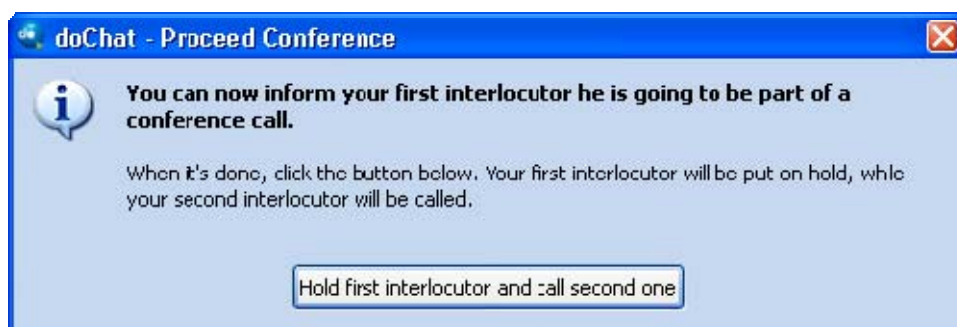 doChat - Proceed Conference
You can now inform your first interlocutor he is going to be part of a
conference call.
When it's done, click the button below. Your first interlocutor will be put on hold, while
your second interlocutor will be called.
Hold first interlocutor and call second one